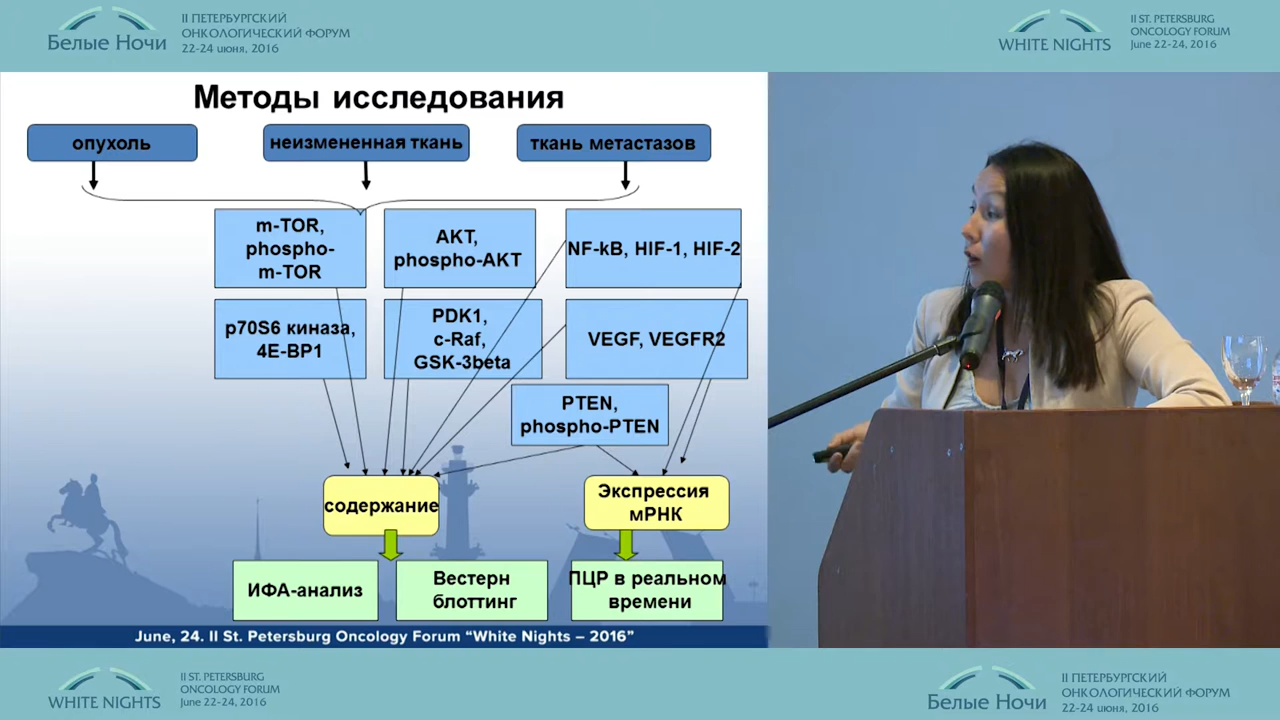 Белые Ночи
II ПЕТЕРБУРГСКИЙ
ОНКОЛОГИЧЕСКИЙ ФОРУМ
22-24 июня, 2016
WHITE NIGHTS
II ST. PETERSBURG
ONCOLOGY FORUM
June 22-24, 2016
Методы исследования
опухоль
неизмененная ткань
ткань метастазов
m-TOR,
phospho-
m-TOR
AKT,
phospho-AKT
NF-kB, HIF-1, HIF-2
p70S6 киназа,
4E-BP1
PDK1,
c-Raf,
GSK-3beta
VEGF, VEGFR2
PTEN,
phospho-PTEN
содержание
Экспрессия
мРНК
ИФА-анализ
Вестерн
блоттинг
ПЦР в реальном
времени
June, 24. II St. Petersburg Oncology Forum “White Nights – 2016”
WHITE NIGHTS
II ST. PETERSBURG
ONCOLOGY FORUM
June 22-24, 2016
Белые Ночи
II ПЕТЕРБУРГСКИЙ
ОНКОЛОГИЧЕСКИЙ ФОРУМ
22-24 июня, 2016